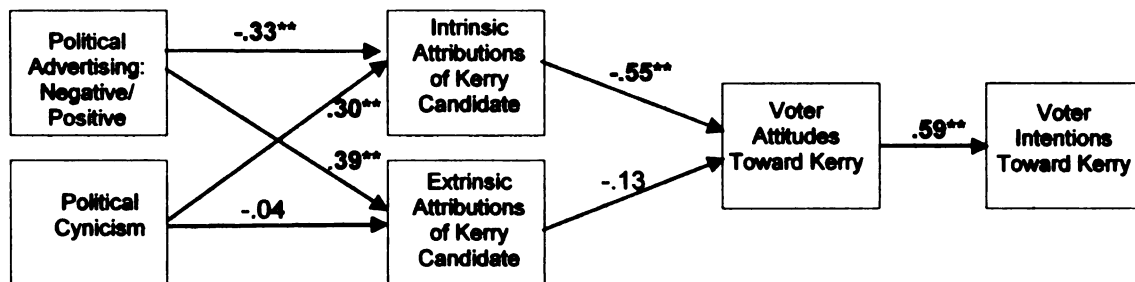 Political
Advertising:
Negative/
Positive
-.33**
Intrinsic
Attributions
of Kerry
Candidate
.30**
-.55**
Political
Cynicism
.39**
-.04
Extrinsic
Attributions
of Kerry
Candidate
-.13
Voter
Attitudes
Toward Kerry
.59**
Voter
Intentions
Toward Kerry